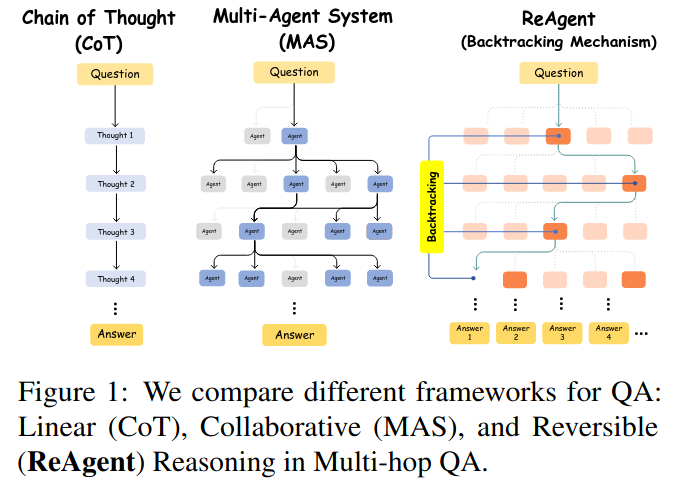 Chain of Thought
(CoT)
Question
Thought 1
Thought 2
Thought 3
Thought 4
Answer
Multi-Agent System
(MAS)
Question
Agent Agent
Agent Agent Agent Agent Agent
Agent Agent Agent Agent Agent
Agent Agent Agent Agent Agent
Answer
ReAgent
(Backtracking Mechanism)
Question
Backtracking
Answer
1
Answer
2
Answer
3
Answer
4
...
Figure 1: We compare different frameworks for QA:
Linear (CoT), Collaborative (MAS), and Reversible
(ReAgent) Reasoning in Multi-hop QA.